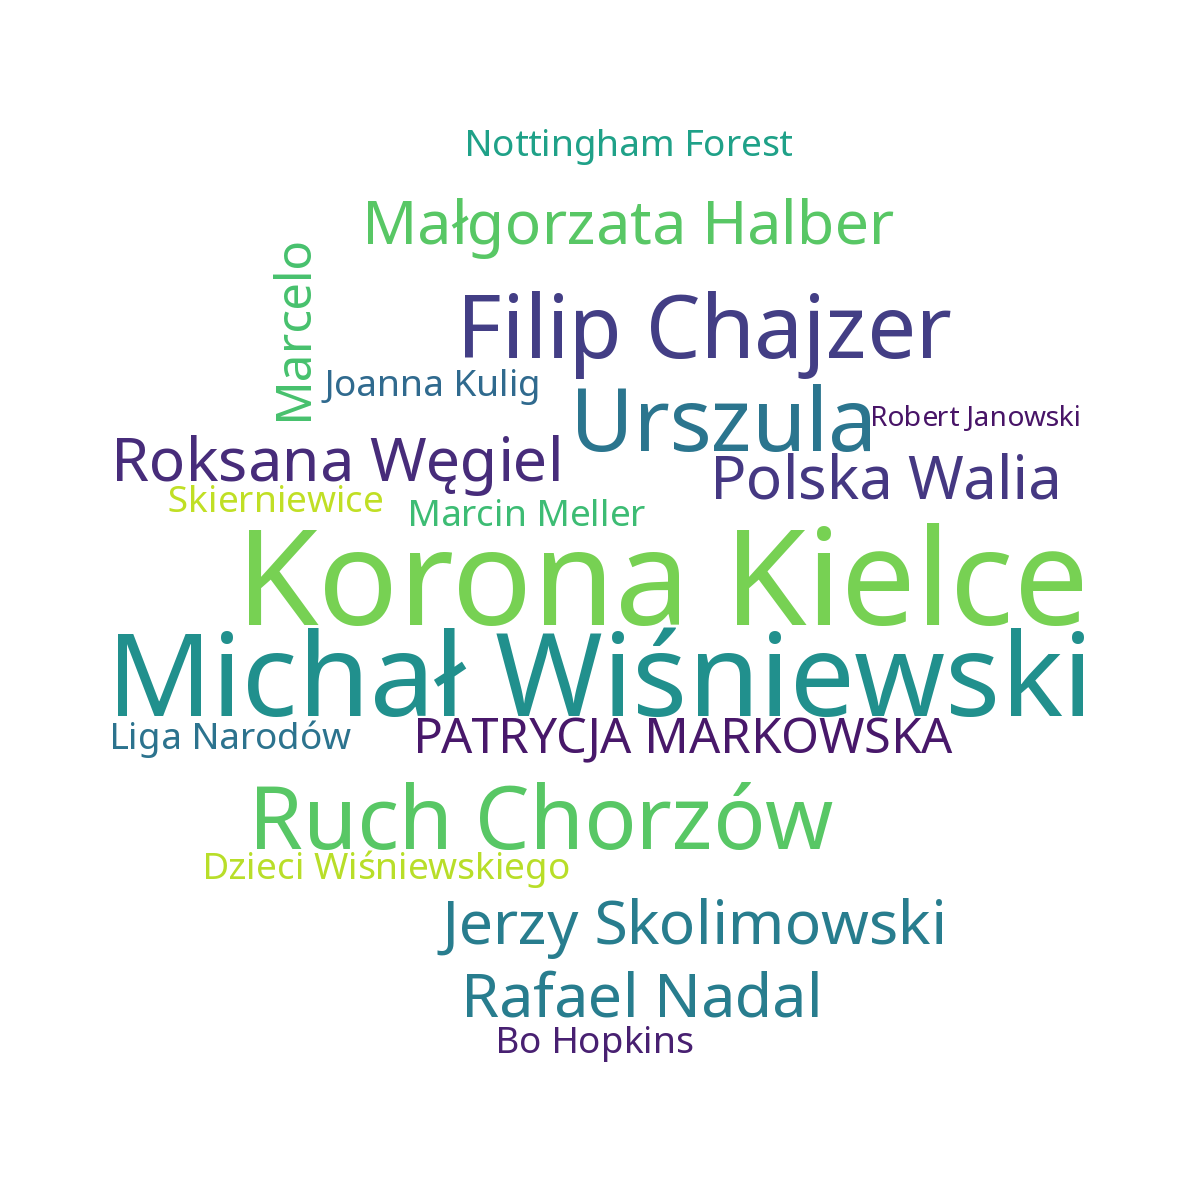 Nottingham Forest
Małgorzata Halber
Marcelo
Filip Chajzer
Joanna Kulig
Urszula
Robert Janowski
Roksana Węgiel
Polska Walia
Skierniewice
Marcin Meller
Korona Kielce
Michał Wiśniewski
Liga Narodów
PATRYCJA MARKOWSKA
Ruch Chorzów
Dzieci Wiśniewskiego
Jerzy Skolimowski
Rafael Nadal
Bo Hopkins